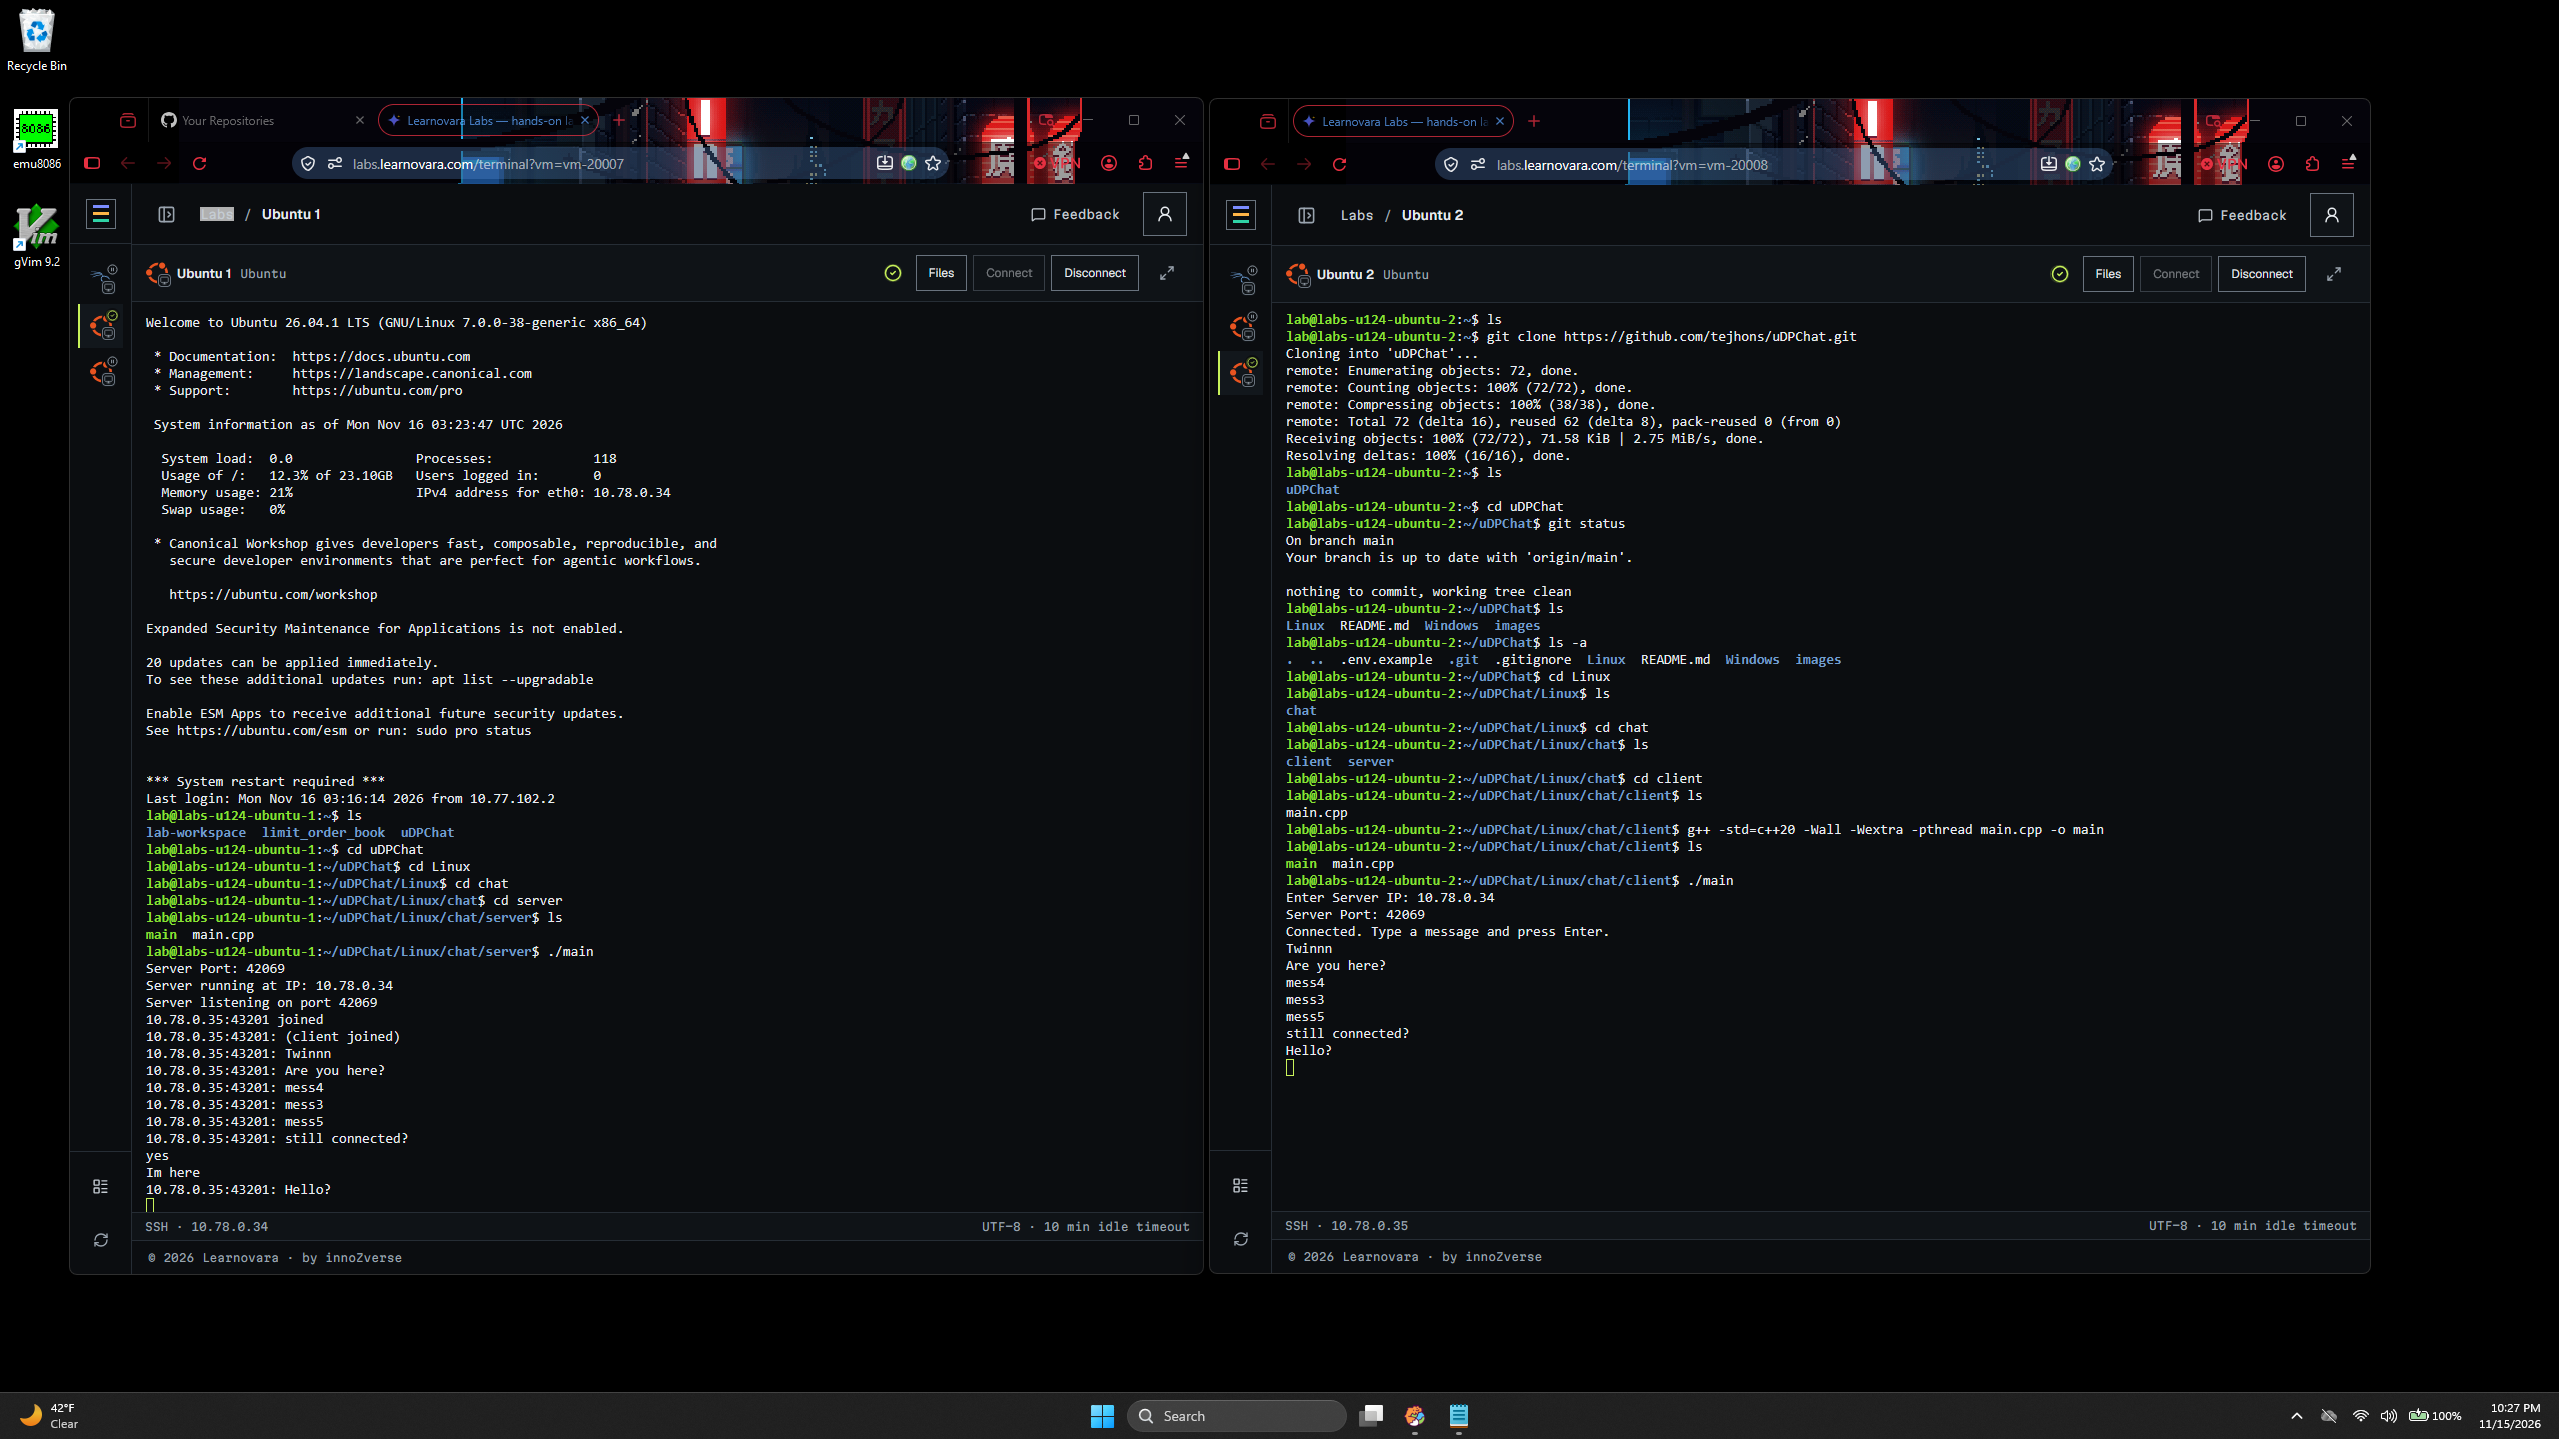 Recycle Bin
8086
emu8086
gVim 9.2
Your Repositories
Learnovara Labs — hands-on la
labs.learnovara.com/terminal?vm=vm-20007
VPN
Labs / Ubuntu 1
Feedback
Ubuntu 1 Ubuntu
Files
Connect
Disconnect
Welcome to Ubuntu 26.04.1 LTS (GNU/Linux 7.0.0-38-generic x86_64)
* Documentation: https://docs.ubuntu.com
* Management: https://landscape.canonical.com
* Support: https://ubuntu.com/pro
System information as of Mon Nov 16 03:23:47 UTC 2026
System load: 0.0 Processes: 118
Usage of /: 12.3% of 23.10GB Users logged in: 0
Memory usage: 21% IPv4 address for eth0: 10.78.0.34
Swap usage: 0%
* Canonical Workshop gives developers fast, composable, reproducible, and
secure developer environments that are perfect for agentic workflows.
https://ubuntu.com/workshop
Expanded Security Maintenance for Applications is not enabled.
20 updates can be applied immediately.
To see these additional updates run: apt list --upgradable
Enable ESM Apps to receive additional future security updates.
See https://ubuntu.com/esm or run: sudo pro status
*** System restart required ***
Last login: Mon Nov 16 03:16:14 2026 from 10.77.102.2
lab@labs-u124-ubuntu-1:~$ ls
lab-workspace limit_order_book uDPChat
lab@labs-u124-ubuntu-1:~$ cd uDPChat
lab@labs-u124-ubuntu-1:~/uDPChat$ cd Linux
lab@labs-u124-ubuntu-1:~/uDPChat/Linux$ cd chat
lab@labs-u124-ubuntu-1:~/uDPChat/Linux/chat$ cd server
lab@labs-u124-ubuntu-1:~/uDPChat/Linux/chat/server$ ls
main main.cpp
lab@labs-u124-ubuntu-1:~/uDPChat/Linux/chat/server$ ./main
Server Port: 42069
Server running at IP: 10.78.0.34
Server listening on port 42069
10.78.0.35:43201 joined
10.78.0.35:43201: (client joined)
10.78.0.35:43201: Twinnn
10.78.0.35:43201: Are you here?
10.78.0.35:43201: mess4
10.78.0.35:43201: mess3
10.78.0.35:43201: mess5
10.78.0.35:43201: still connected?
yes
Im here
10.78.0.35:43201: Hello?
SSH · 10.78.0.34
UTF-8 · 10 min idle timeout
© 2026 Learnovara · by innoZverse
Learnovara Labs — hands-on la
labs.learnovara.com/terminal?vm=vm-20008
VPN
Labs / Ubuntu 2
Feedback
Ubuntu 2 Ubuntu
Files
Connect
Disconnect
lab@labs-u124-ubuntu-2:~$ ls
lab@labs-u124-ubuntu-2:~$ git clone https://github.com/tejhons/uDPChat.git
Cloning into 'uDPChat'...
remote: Enumerating objects: 72, done.
remote: Counting objects: 100% (72/72), done.
remote: Compressing objects: 100% (38/38), done.
remote: Total 72 (delta 16), reused 62 (delta 8), pack-reused 0 (from 0)
Receiving objects: 100% (72/72), 71.58 KiB | 2.75 MiB/s, done.
Resolving deltas: 100% (16/16), done.
lab@labs-u124-ubuntu-2:~$ ls
uDPChat
lab@labs-u124-ubuntu-2:~$ cd uDPChat
lab@labs-u124-ubuntu-2:~/uDPChat$ git status
On branch main
Your branch is up to date with 'origin/main'.
nothing to commit, working tree clean
lab@labs-u124-ubuntu-2:~/uDPChat$ ls
Linux README.md Windows images
lab@labs-u124-ubuntu-2:~/uDPChat$ ls -a
. .. .env.example .git .gitignore Linux README.md Windows images
lab@labs-u124-ubuntu-2:~/uDPChat$ cd Linux
lab@labs-u124-ubuntu-2:~/uDPChat/Linux$ ls
chat
lab@labs-u124-ubuntu-2:~/uDPChat/Linux$ cd chat
lab@labs-u124-ubuntu-2:~/uDPChat/Linux/chat$ ls
client server
lab@labs-u124-ubuntu-2:~/uDPChat/Linux/chat$ cd client
lab@labs-u124-ubuntu-2:~/uDPChat/Linux/chat/client$ ls
main.cpp
lab@labs-u124-ubuntu-2:~/uDPChat/Linux/chat/client$ g++ -std=c++20 -Wall -Wextra -pthread main.cpp -o main
lab@labs-u124-ubuntu-2:~/uDPChat/Linux/chat/client$ ls
main main.cpp
lab@labs-u124-ubuntu-2:~/uDPChat/Linux/chat/client$ ./main
Enter Server IP: 10.78.0.34
Server Port: 42069
Connected. Type a message and press Enter.
Twinnn
Are you here?
mess4
mess3
mess5
still connected?
Hello?
SSH · 10.78.0.35
UTF-8 · 10 min idle timeout
© 2026 Learnovara · by innoZverse
42°F
Clear
Search
100%
10:27 PM
11/15/2026